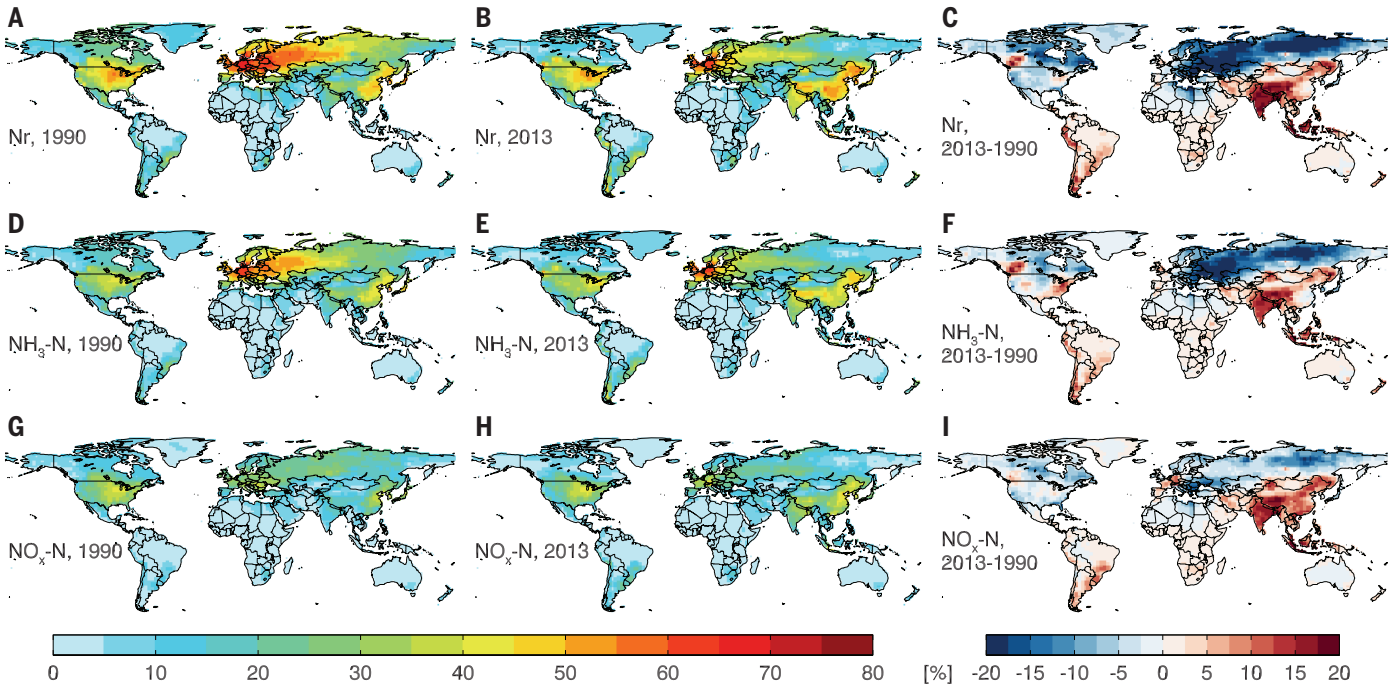 A
B
C
Nr, 1990
Nr, 2013
Nr,
2013-1990
D
E
F
NH₃-N, 1990
NH₃-N, 2013
NH₃-N,
2013-1990
G
H
I
NOₓ-N, 1990
NOₓ-N, 2013
NOₓ-N,
2013-1990
0 10 20 30 40 50 60 70 80 [%] -20 -15 -10 -5 0 5 10 15 20